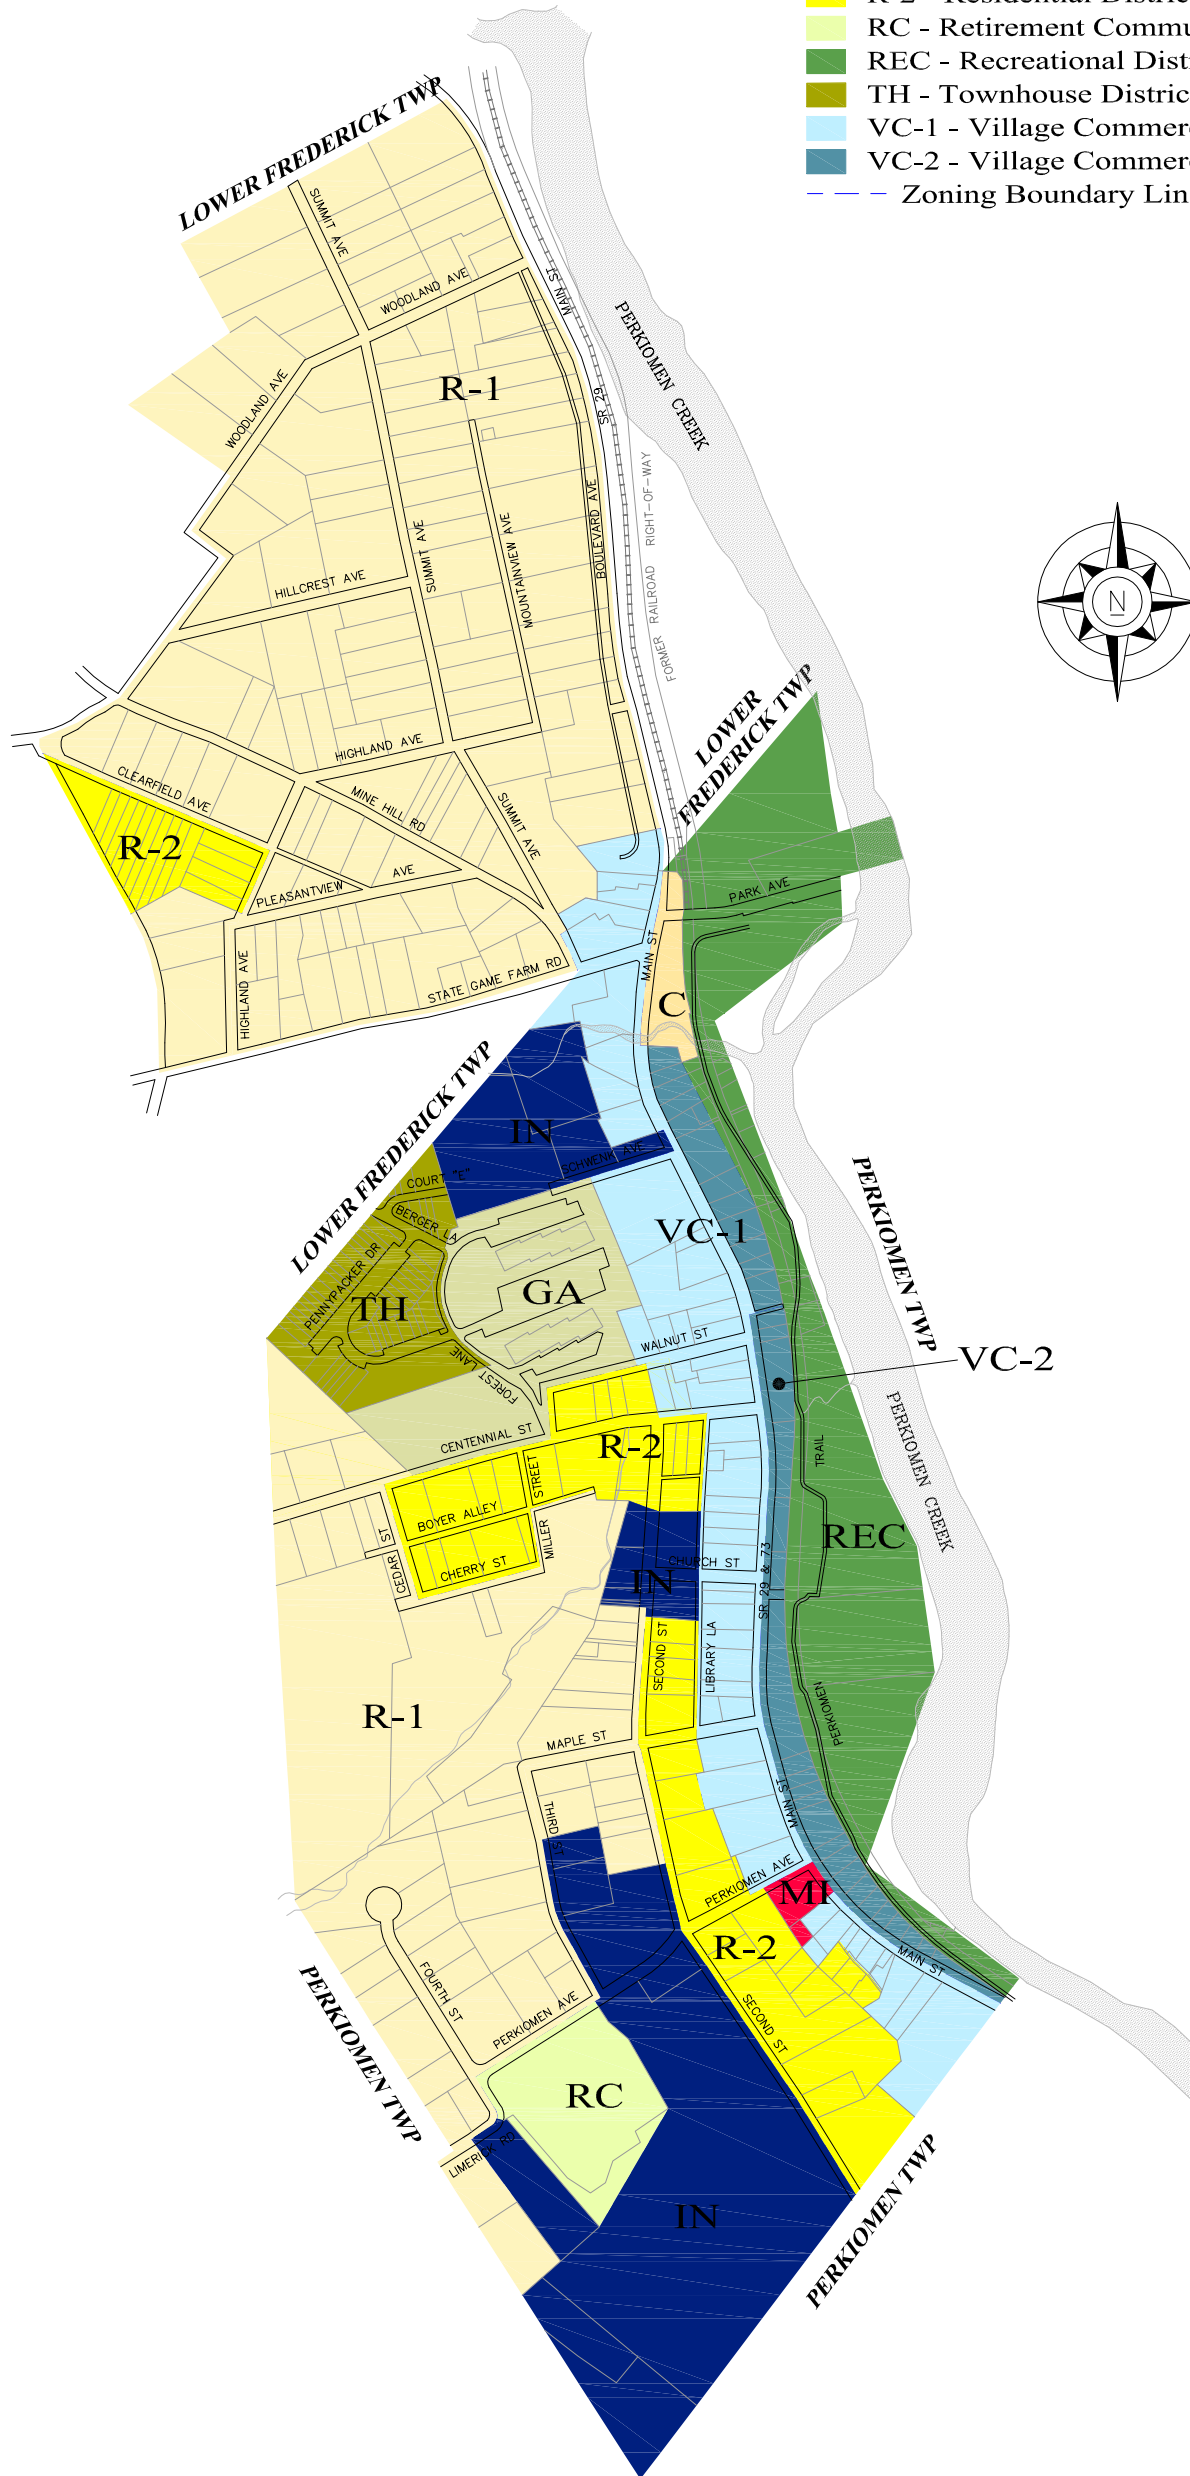 R-2 - Residential Distric
RC - Retirement Commu
REC - Recreational Dist
TH - Townhouse Distric
VC-1 - Village Commer
VC-2 - Village Commer
Zoning Boundary Lin
LOWER FREDERICK TWP
SUMMIT AVE
WOODLAND AVE
MAIN ST
PERKIOMEN CREEK
WOODLAND AVE
R-1
SR 29
FORMER RAILROAD RIGHT-OF-WAY
BOULEVARD AVE
SUMMIT AVE
MOUNTAINVIEW AVE
HILLCREST AVE
N
LOWER
FREDERICK TWP
HIGHLAND AVE
CLEARFIELD AVE
MINE HILL RD
SUMMIT AVE
R-2
PLEASANTVIEW AVE
PARK AVE
HIGHLAND AVE
STATE GAME FARM RD
MAIN ST
C
LOWER FREDERICK TWP
IN
SCHWENK AVE
COURT "E"
BERGER LA
PENNYPACKER DR
VC-1
PERKIOMEN TWP
TH
GA
WALNUT ST
FOREST LANE
VC-2
CENTENNIAL ST
R-2
PERKIOMEN CREEK
TRAIL
STREET
BOYER ALLEY
MILLER
CEDAR ST
CHERRY ST
IN
CHURCH ST
SR 29 & 73
REC
SECOND ST
LIBRARY LA
PERKIOMEN
R-1
MAPLE ST
MAIN ST
THIRD ST
PERKIOMEN AVE
MI
R-2
MAIN ST
FOURTH ST
PERKIOMEN AVE
SECOND ST
PERKIOMEN TWP
RC
LIMERICK RD
IN
PERKIOMEN TWP